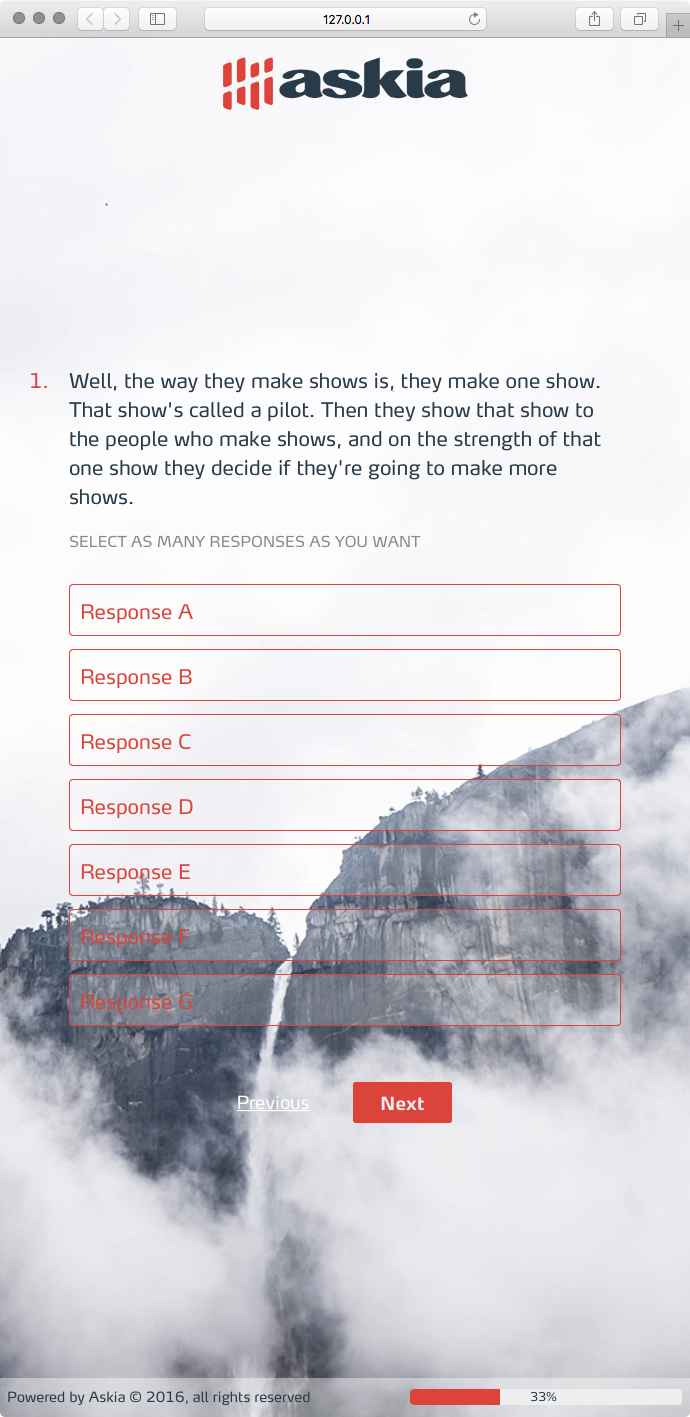 127.0.0.1
askia
1. Well, the way they make shows is, they make one show.
That show's called a pilot. Then they show that show to
the people who make shows, and on the strength of that
one show they decide if they're going to make more
shows.
SELECT AS MANY RESPONSES AS YOU WANT
Response A
Response B
Response C
Response D
Response E
Response F
Response G
Previous Next
Powered by Askia © 2016, all rights reserved 33%